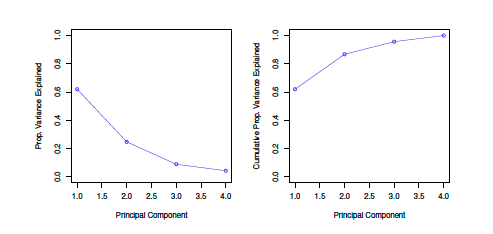 Prop. Variance Explained
1.0
0.8
0.6
0.4
0.2
0.0
1.0 1.5 2.0 2.5 3.0 3.5 4.0
Principal Component
Cumulative Prop. Variance Explained
1.0
0.8
0.6
0.4
0.2
0.0
1.0 1.5 2.0 2.5 3.0 3.5 4.0
Principal Component